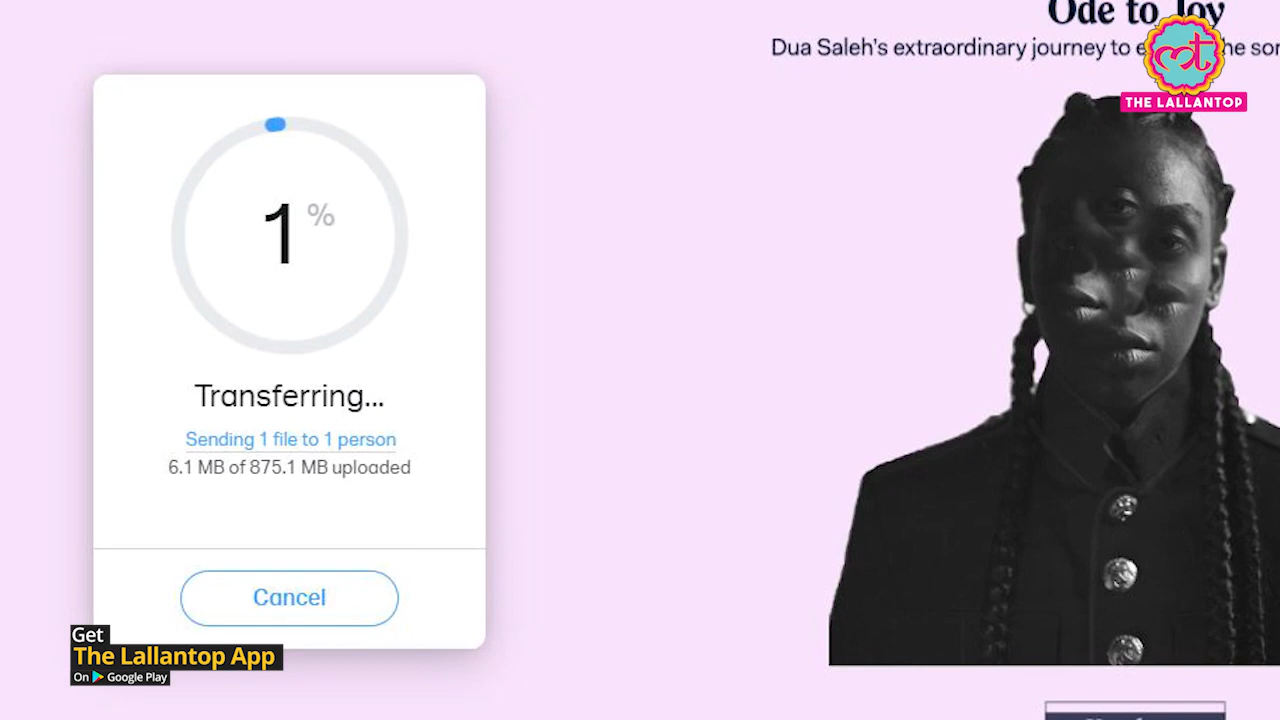 Ode to Joy
Dua Saleh's extraordinary journey to
THE LALLANTOP
1 %
Transferring...
Sending 1 file to 1 person
6.1 MB of 875.1 MB uploaded
Cancel
Get
The Lallantop App
On Google Play